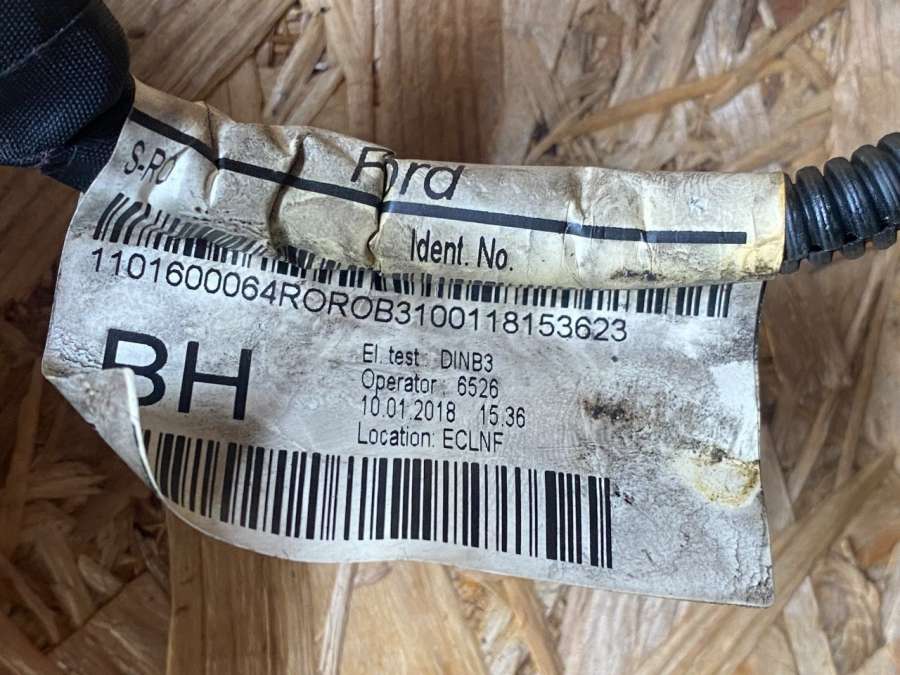 Ford
S-RO
Ident. No.
1101600064ROROB3100118153623
BH
El. test : DINB3
Operator : 6526
10.01.2018 15.36
Location: ECLNF